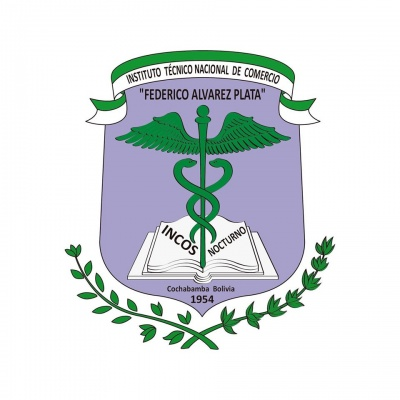 INSTITUTO TÉCNICO NACIONAL DE COMERCIO
"FEDERICO ALVAREZ PLATA"
INCOS NOCTURNO
Cochabamba Bolivia
1954